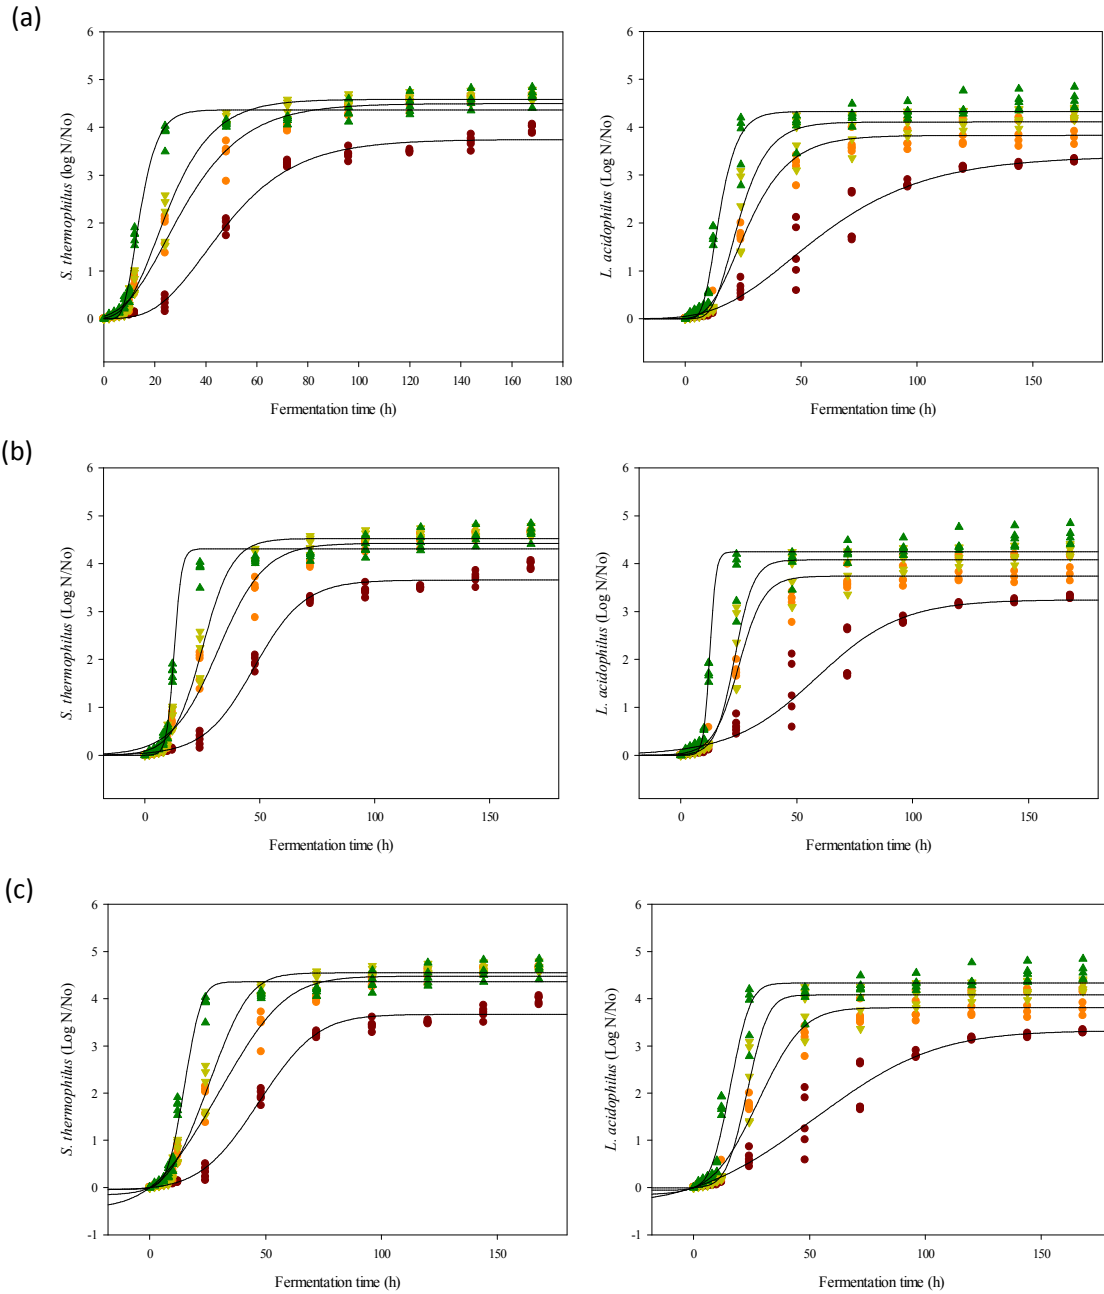 (a)
6
5
4
3
2
1
0
S. thermophilus (log N/No)
0 20 40 60 80 100 120 140 160 180
Fermentation time (h)
6
5
4
3
2
1
0
L. acidophilus (Log N/No)
0 50 100 150
Fermentation time (h)
(b)
6
5
4
3
2
1
0
S. thermophilus (Log N/No)
0 50 100 150
Fermentation time (h)
6
5
4
3
2
1
0
L. acidophilus (Log N/No)
0 50 100 150
Fermentation time (h)
(c)
6
5
4
3
2
1
0
-1
S. thermophilus (Log N/No)
0 50 100 150
Fermentation time (h)
6
5
4
3
2
1
0
-1
L. acidophilus (Log N/No)
0 50 100 150
Fermentation time (h)